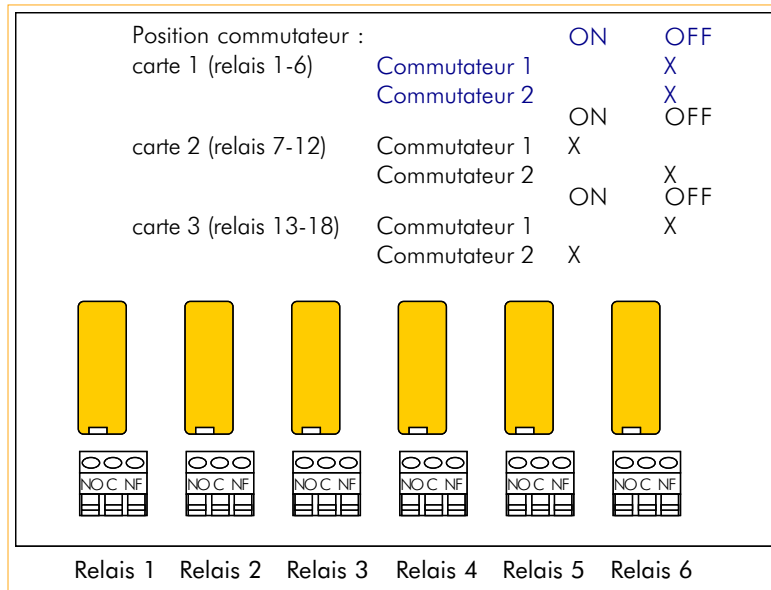 Position commutateur : ON OFF
carte 1 (relais 1-6) Commutateur 1 X
Commutateur 2 X
ON OFF
carte 2 (relais 7-12) Commutateur 1 X
Commutateur 2 X
ON OFF
carte 3 (relais 13-18) Commutateur 1 X
Commutateur 2 X
NO C NF NO C NF NO C NF NO C NF NO C NF NO C NF
Relais 1 Relais 2 Relais 3 Relais 4 Relais 5 Relais 6